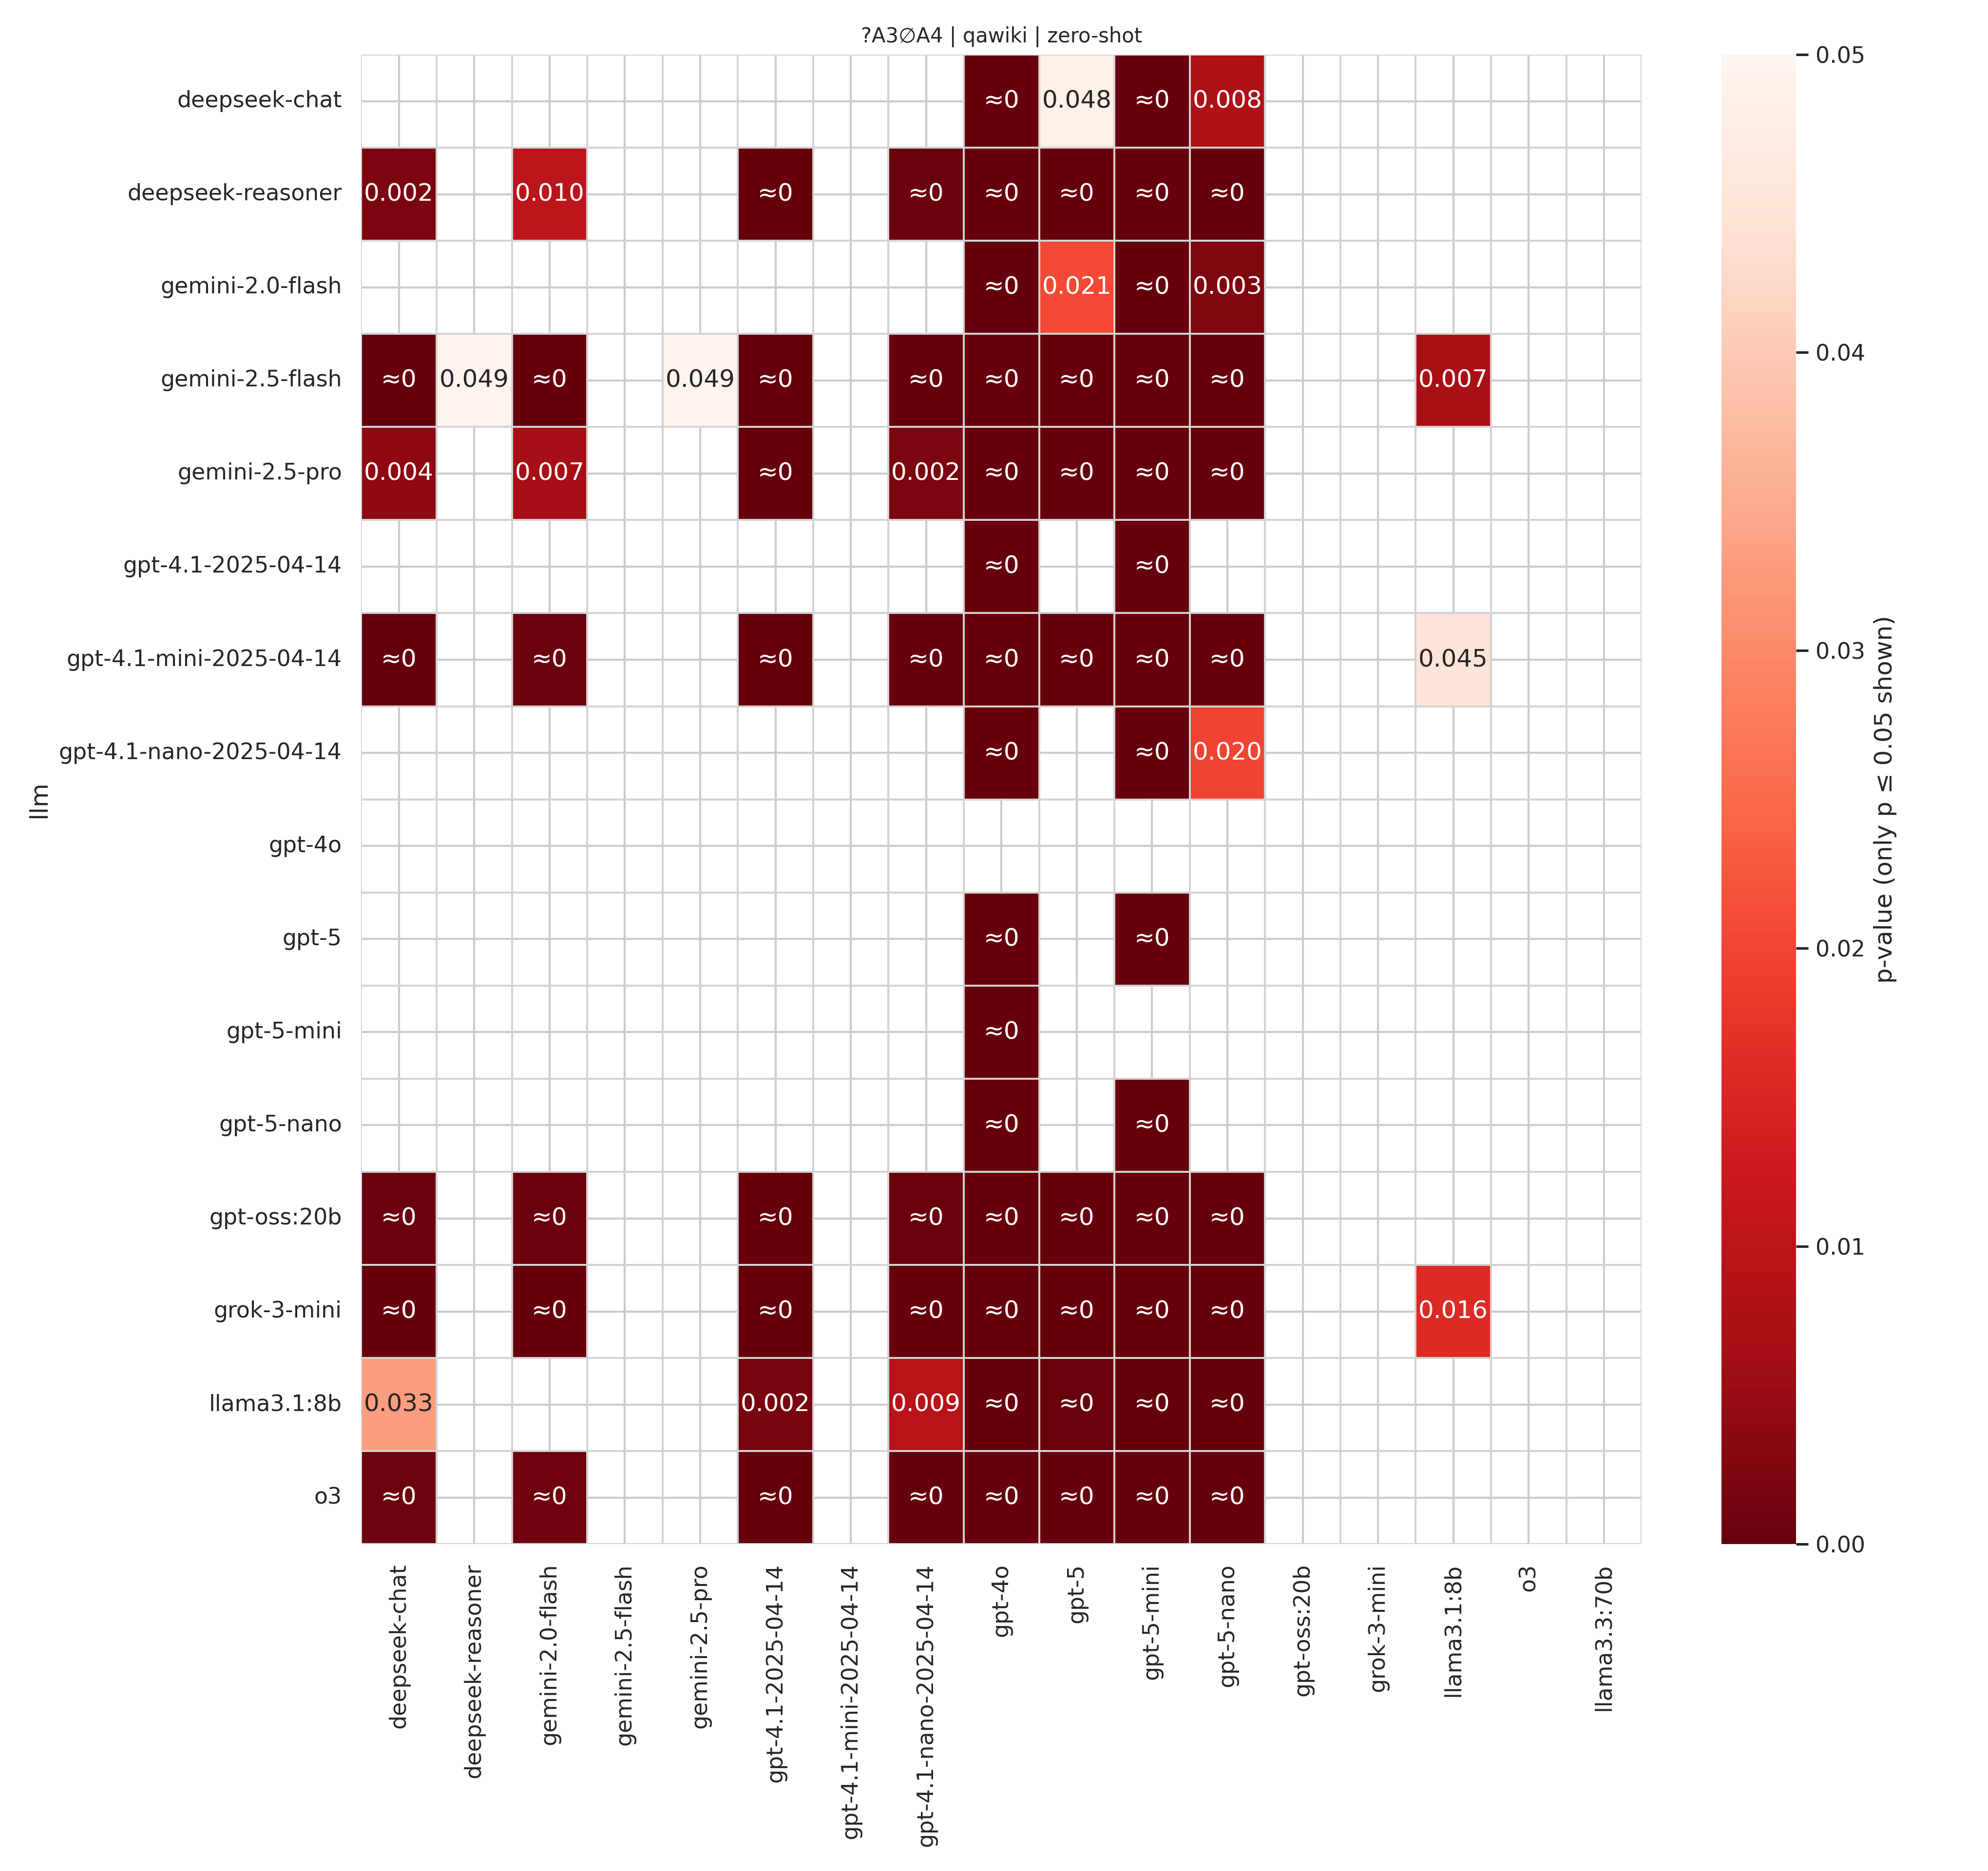 ?A3∅A4 | qawiki | zero-shot
deepseek-chat ≈0 0.048 ≈0 0.008
deepseek-reasoner 0.002 0.010 ≈0 ≈0 ≈0 ≈0 ≈0 ≈0
gemini-2.0-flash ≈0 0.021 ≈0 0.003
gemini-2.5-flash ≈0 0.049 ≈0 0.049 ≈0 ≈0 ≈0 ≈0 ≈0 ≈0 0.007
gemini-2.5-pro 0.004 0.007 ≈0 0.002 ≈0 ≈0 ≈0 ≈0
gpt-4.1-2025-04-14 ≈0 ≈0
gpt-4.1-mini-2025-04-14 ≈0 ≈0 ≈0 ≈0 ≈0 ≈0 ≈0 ≈0 0.045
gpt-4.1-nano-2025-04-14 ≈0 ≈0 0.020
gpt-4o
gpt-5 ≈0 ≈0
gpt-5-mini ≈0
gpt-5-nano ≈0 ≈0
gpt-oss:20b ≈0 ≈0 ≈0 ≈0 ≈0 ≈0 ≈0 ≈0
grok-3-mini ≈0 ≈0 ≈0 ≈0 ≈0 ≈0 ≈0 ≈0 0.016
llama3.1:8b 0.033 0.002 0.009 ≈0 ≈0 ≈0 ≈0
o3 ≈0 ≈0 ≈0 ≈0 ≈0 ≈0 ≈0 ≈0
llm
deepseek-chat
deepseek-reasoner
gemini-2.0-flash
gemini-2.5-flash
gemini-2.5-pro
gpt-4.1-2025-04-14
gpt-4.1-mini-2025-04-14
gpt-4.1-nano-2025-04-14
gpt-4o
gpt-5
gpt-5-mini
gpt-5-nano
gpt-oss:20b
grok-3-mini
llama3.1:8b
o3
llama3.3:70b
0.05
0.04
0.03
0.02
0.01
0.00
p-value (only p ≤ 0.05 shown)